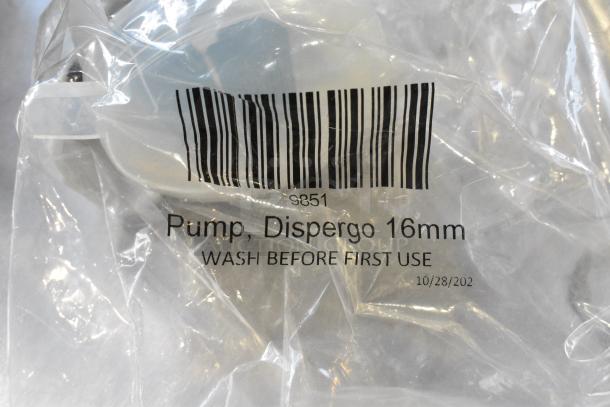 9851
Pump, Dispergo 16mm
WASH BEFORE FIRST USE
10/28/202